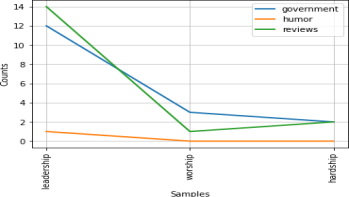 14
12
10
8
6
4
2
0
Counts
government
humor
reviews
leadership
worship
hardship
Samples